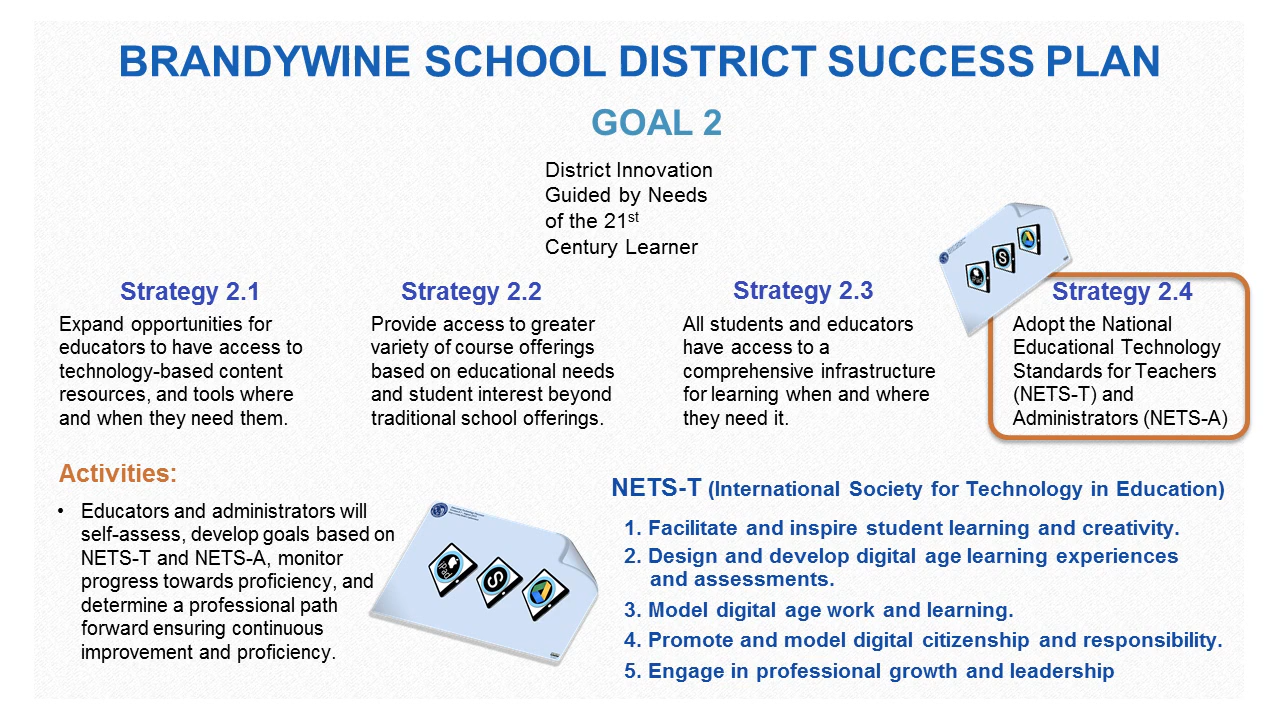 BRANDYWINE SCHOOL DISTRICT SUCCESS PLAN
GOAL 2
District Innovation
Guided by Needs
of the 21st
Century Learner
Strategy 2.1
Expand opportunities for
educators to have access to
technology-based content
resources, and tools where
and when they need them.
Strategy 2.2
Provide access to greater
variety of course offerings
based on educational needs
and student interest beyond
traditional school offerings.
Strategy 2.3
All students and educators
have access to a
comprehensive infrastructure
for learning when and where
they need it.
Strategy 2.4
Adopt the National
Educational Technology
Standards for Teachers
(NETS-T) and
Administrators (NETS-A)
Activities:
• Educators and administrators will
self-assess, develop goals based on
NETS-T and NETS-A, monitor
progress towards proficiency, and
determine a professional path
forward ensuring continuous
improvement and proficiency.
iPad
S
NETS-T (International Society for Technology in Education)
1. Facilitate and inspire student learning and creativity.
2. Design and develop digital age learning experiences
and assessments.
3. Model digital age work and learning.
4. Promote and model digital citizenship and responsibility.
5. Engage in professional growth and leadership